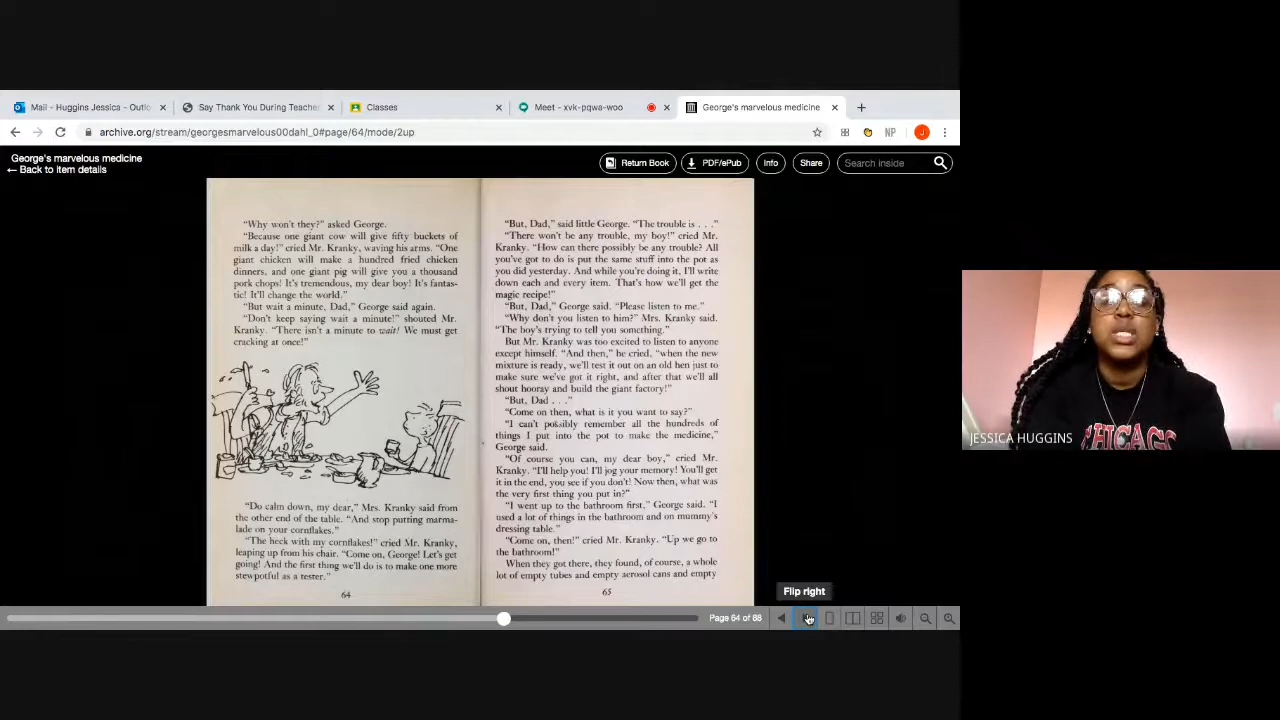 Mail - Huggins Jessica - Outlo
Say Thank You During Teacher
Classes
Meet - xvk-pqwa-woo
George's marvelous medicine
archive.org/stream/georgesmarvelous00dahl_0#page/64/mode/2up
NP
J
George's marvelous medicine
← Back to item details
Return Book
PDF/ePub
Info
Share
Search inside
"Why won't they?" asked George.
"Because one giant cow will give fifty buckets of
milk a day!" cried Mr. Kranky, waving his arms. "One
giant chicken will make a hundred fried chicken
dinners, and one giant pig will give you a thousand
pork chops! It's tremendous, my dear boy! It's fantas-
tic! It'll change the world."
"But wait a minute, Dad," George said again.
"Don't keep saying wait a minute!" shouted Mr.
Kranky. "There isn't a minute to wait! We must get
cracking at once!"
"Do calm down, my dear," Mrs. Kranky said from
the other end of the table. "And stop putting marma-
lade on your cornflakes."
"The heck with my cornflakes!" cried Mr. Kranky,
leaping up from his chair. "Come on, George! Let's get
going! And the first thing we'll do is to make one more
stewpotful as a tester."
64
"But, Dad," said little George. "The trouble is . . ."
"There won't be any trouble, my boy!" cried Mr.
Kranky. "How can there possibly be any trouble? All
you've got to do is put the same stuff into the pot as
you did yesterday. And while you're doing it, I'll write
down each and every item. That's how we'll get the
magic recipe!"
"But, Dad," George said. "Please listen to me."
"Why don't you listen to him?" Mrs. Kranky said.
"The boy's trying to tell you something."
But Mr. Kranky was too excited to listen to anyone
except himself. "And then," he cried, "when the new
mixture is ready, we'll test it out on an old hen just to
make sure we've got it right, and after that we'll all
shout hooray and build the giant factory!"
"But, Dad . . ."
"Come on then, what is it you want to say?"
"I can't possibly remember all the hundreds of
things I put into the pot to make the medicine,"
George said.
"Of course you can, my dear boy," cried Mr.
Kranky. "I'll help you! I'll jog your memory! You'll get
it in the end, you see if you don't! Now then, what was
the very first thing you put in?"
"I went up to the bathroom first," George said. "I
used a lot of things in the bathroom and on mummy's
dressing table."
"Come on, then!" cried Mr. Kranky. "Up we go to
the bathroom!"
When they got there, they found, of course, a whole
lot of empty tubes and empty aerosol cans and empty
65
Flip right
Page 64 of 88
JESSICA HUGGINS
CHICAGO